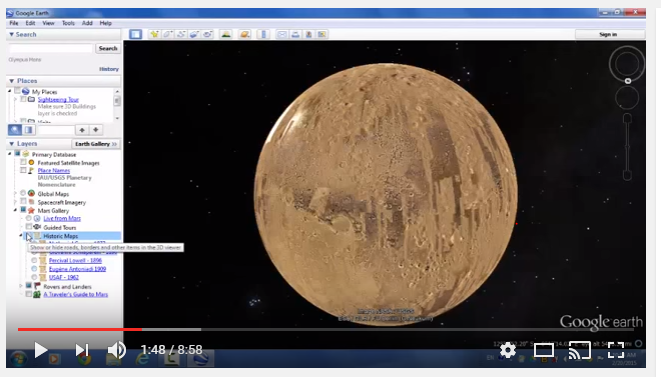 Google Earth
File Edit View Tools Add Help
Search
Sign in
Search
Olympus Mons
History
Places
My Places
Sightseeing Tour
Make sure 3D Buildings
layer is checked
Layers
Earth Gallery
Primary Database
Featured Satellite Images
Place Names
IAU/USGS Planetary
Nomenclature
Global Maps
Spacecraft Imagery
Mars Gallery
Live from Mars
Guided Tours
Historic Maps
Show or hide roads, borders and other items in the 3D viewer.
Percival Lowell - 1896
Eugène Antoniadi 1909
USAF - 1962
Rovers and Landers
A Traveler's Guide to Mars
Google earth
1:48 / 8:58